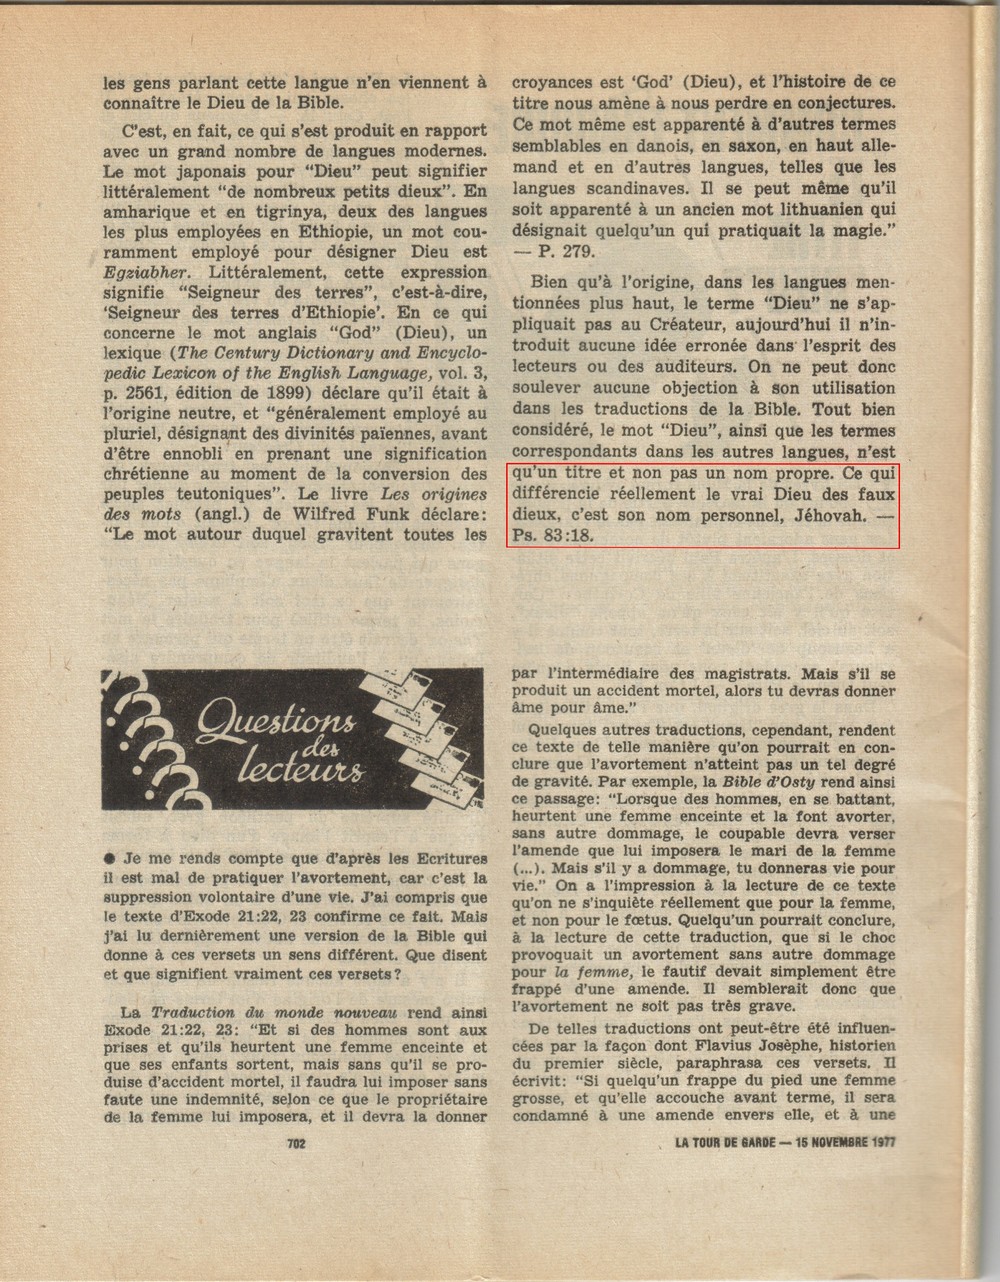 les gens parlant cette langue n'en viennent à
connaître le Dieu de la Bible.
C'est, en fait, ce qui s'est produit en rapport
avec un grand nombre de langues modernes.
Le mot japonais pour “Dieu” peut signifier
littéralement “de nombreux petits dieux”. En
amharique et en tigrinya, deux des langues
les plus employées en Ethiopie, un mot cou-
ramment employé pour désigner Dieu est
Egziabher. Littéralement, cette expression
signifie “Seigneur des terres”, c'est-à-dire,
‘Seigneur des terres d'Ethiopie’. En ce qui
concerne le mot anglais “God” (Dieu), un
lexique (The Century Dictionary and Encyclo-
pedic Lexicon of the English Language, vol. 3,
p. 2561, édition de 1899) déclare qu'il était à
l'origine neutre, et “généralement employé au
pluriel, désignant des divinités païennes, avant
d'être ennobli en prenant une signification
chrétienne au moment de la conversion des
peuples teutoniques”. Le livre Les origines
des mots (angl.) de Wilfred Funk déclare:
“Le mot autour duquel gravitent toutes les
croyances est ‘God’ (Dieu), et l'histoire de ce
titre nous amène à nous perdre en conjectures.
Ce mot même est apparenté à d'autres termes
semblables en danois, en saxon, en haut alle-
mand et en d'autres langues, telles que les
langues scandinaves. Il se peut même qu'il
soit apparenté à un ancien mot lithuanien qui
désignait quelqu'un qui pratiquait la magie.”
— P. 279.
Bien qu'à l'origine, dans les langues men-
tionnées plus haut, le terme “Dieu” ne s'ap-
pliquait pas au Créateur, aujourd'hui il n'in-
troduit aucune idée erronée dans l'esprit des
lecteurs ou des auditeurs. On ne peut donc
soulever aucune objection à son utilisation
dans les traductions de la Bible. Tout bien
considéré, le mot “Dieu”, ainsi que les termes
correspondants dans les autres langues, n'est
qu'un titre et non pas un nom propre. Ce qui
différencie réellement le vrai Dieu des faux
dieux, c'est son nom personnel, Jéhovah. —
Ps. 83:18.
Questions
des
lecteurs
● Je me rends compte que d'après les Ecritures
il est mal de pratiquer l'avortement, car c'est la
suppression volontaire d'une vie. J'ai compris que
le texte d'Exode 21:22, 23 confirme ce fait. Mais
j'ai lu dernièrement une version de la Bible qui
donne à ces versets un sens différent. Que disent
et que signifient vraiment ces versets?
La Traduction du monde nouveau rend ainsi
Exode 21:22, 23: “Et si des hommes sont aux
prises et qu'ils heurtent une femme enceinte et
que ses enfants sortent, mais sans qu'il se pro-
duise d'accident mortel, il faudra lui imposer sans
faute une indemnité, selon ce que le propriétaire
de la femme lui imposera, et il devra la donner
par l'intermédiaire des magistrats. Mais s'il se
produit un accident mortel, alors tu devras donner
âme pour âme.”
Quelques autres traductions, cependant, rendent
ce texte de telle manière qu'on pourrait en con-
clure que l'avortement n'atteint pas un tel degré
de gravité. Par exemple, la Bible d'Osty rend ainsi
ce passage: “Lorsque des hommes, en se battant,
heurtent une femme enceinte et la font avorter,
sans autre dommage, le coupable devra verser
l'amende que lui imposera le mari de la femme
(...). Mais s'il y a dommage, tu donneras vie pour
vie.” On a l'impression à la lecture de ce texte
qu'on ne s'inquiète réellement que pour la femme,
et non pour le fœtus. Quelqu'un pourrait conclure,
à la lecture de cette traduction, que si le choc
provoquait un avortement sans autre dommage
pour la femme, le fautif devait simplement être
frappé d'une amende. Il semblerait donc que
l'avortement ne soit pas très grave.
De telles traductions ont peut-être été influen-
cées par la façon dont Flavius Josèphe, historien
du premier siècle, paraphrasa ces versets. Il
écrivit: “Si quelqu'un frappe du pied une femme
grosse, et qu'elle accouche avant terme, il sera
condamné à une amende envers elle, et à une
702
LA TOUR DE GARDE — 15 NOVEMBRE 1977